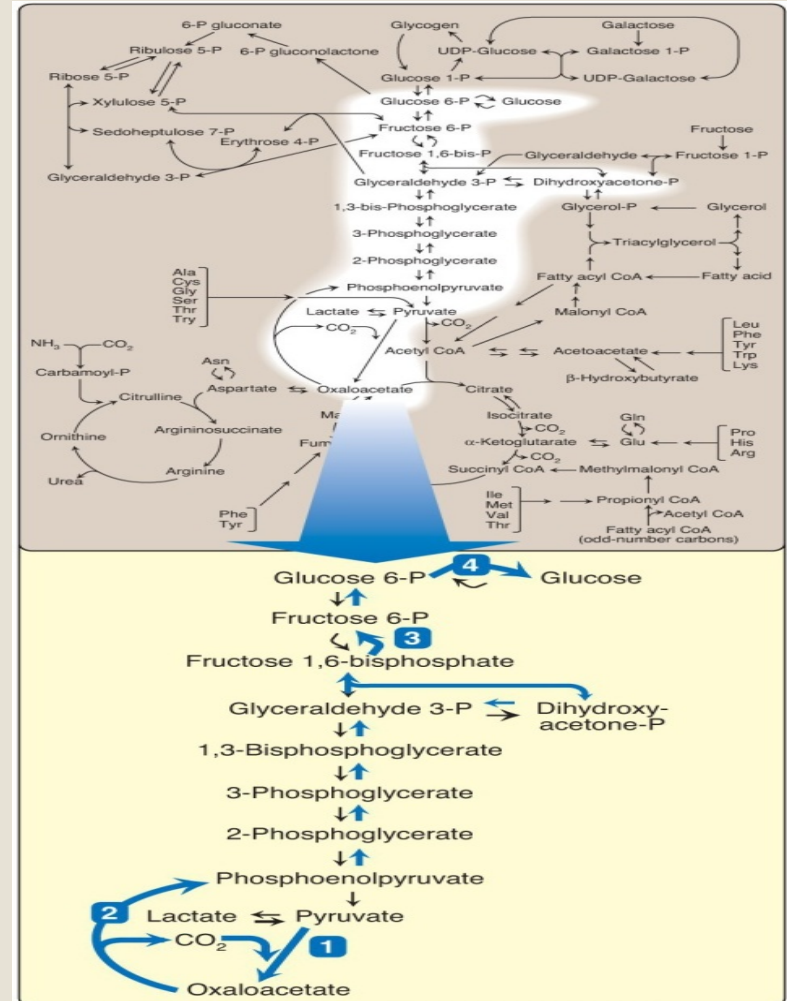 6-P gluconate
Glycogen
Galactose
Ribulose 5-P
6-P gluconolactone
UDP-Glucose
Galactose 1-P
Ribose 5-P
Glucose 1-P
UDP-Galactose
Xylulose 5-P
Glucose 6-P
Glucose
Sedoheptulose 7-P
Fructose 6-P
Fructose
Erythrose 4-P
Fructose 1,6-bis-P
Glyceraldehyde
Fructose 1-P
Glyceraldehyde 3-P
Glyceraldehyde 3-P
Dihydroxyacetone-P
1,3-bis-Phosphoglycerate
Glycerol-P
Glycerol
3-Phosphoglycerate
Triacylglycerol
2-Phosphoglycerate
Ala
Cys
Gly
Ser
Thr
Try
Fatty acyl CoA
Fatty acid
Phosphoenolpyruvate
Lactate
Pyruvate
Malonyl CoA
CO2
CO2
Leu
Phe
Tyr
Trp
Lys
NH3
CO2
Acetyl CoA
Acetoacetate
Carbamoyl-P
Asn
β-Hydroxybutyrate
Citrulline
Aspartate
Oxaloacetate
Citrate
Ma
Isocitrate
CO2
Gln
Ornithine
Argininosuccinate
Fum
α-Ketoglutarate
Glu
Pro
His
Arg
CO2
Arginine
Succinyl CoA
Methylmalonyl CoA
Urea
Ile
Met
Val
Thr
Propionyl CoA
Acetyl CoA
Phe
Tyr
Fatty acyl CoA
(odd-number carbons)
Glucose 6-P
4
Glucose
Fructose 6-P
3
Fructose 1,6-bisphosphate
Glyceraldehyde 3-P
Dihydroxy-
acetone-P
1,3-Bisphosphoglycerate
3-Phosphoglycerate
2-Phosphoglycerate
Phosphoenolpyruvate
2
Lactate
Pyruvate
CO2
1
Oxaloacetate